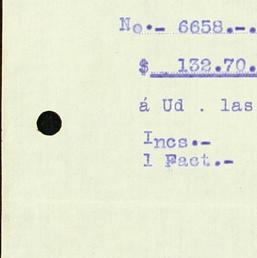 No.- 6658.-.
$ 132.70.
á Ud . las
Incs.-
1 Fact.-